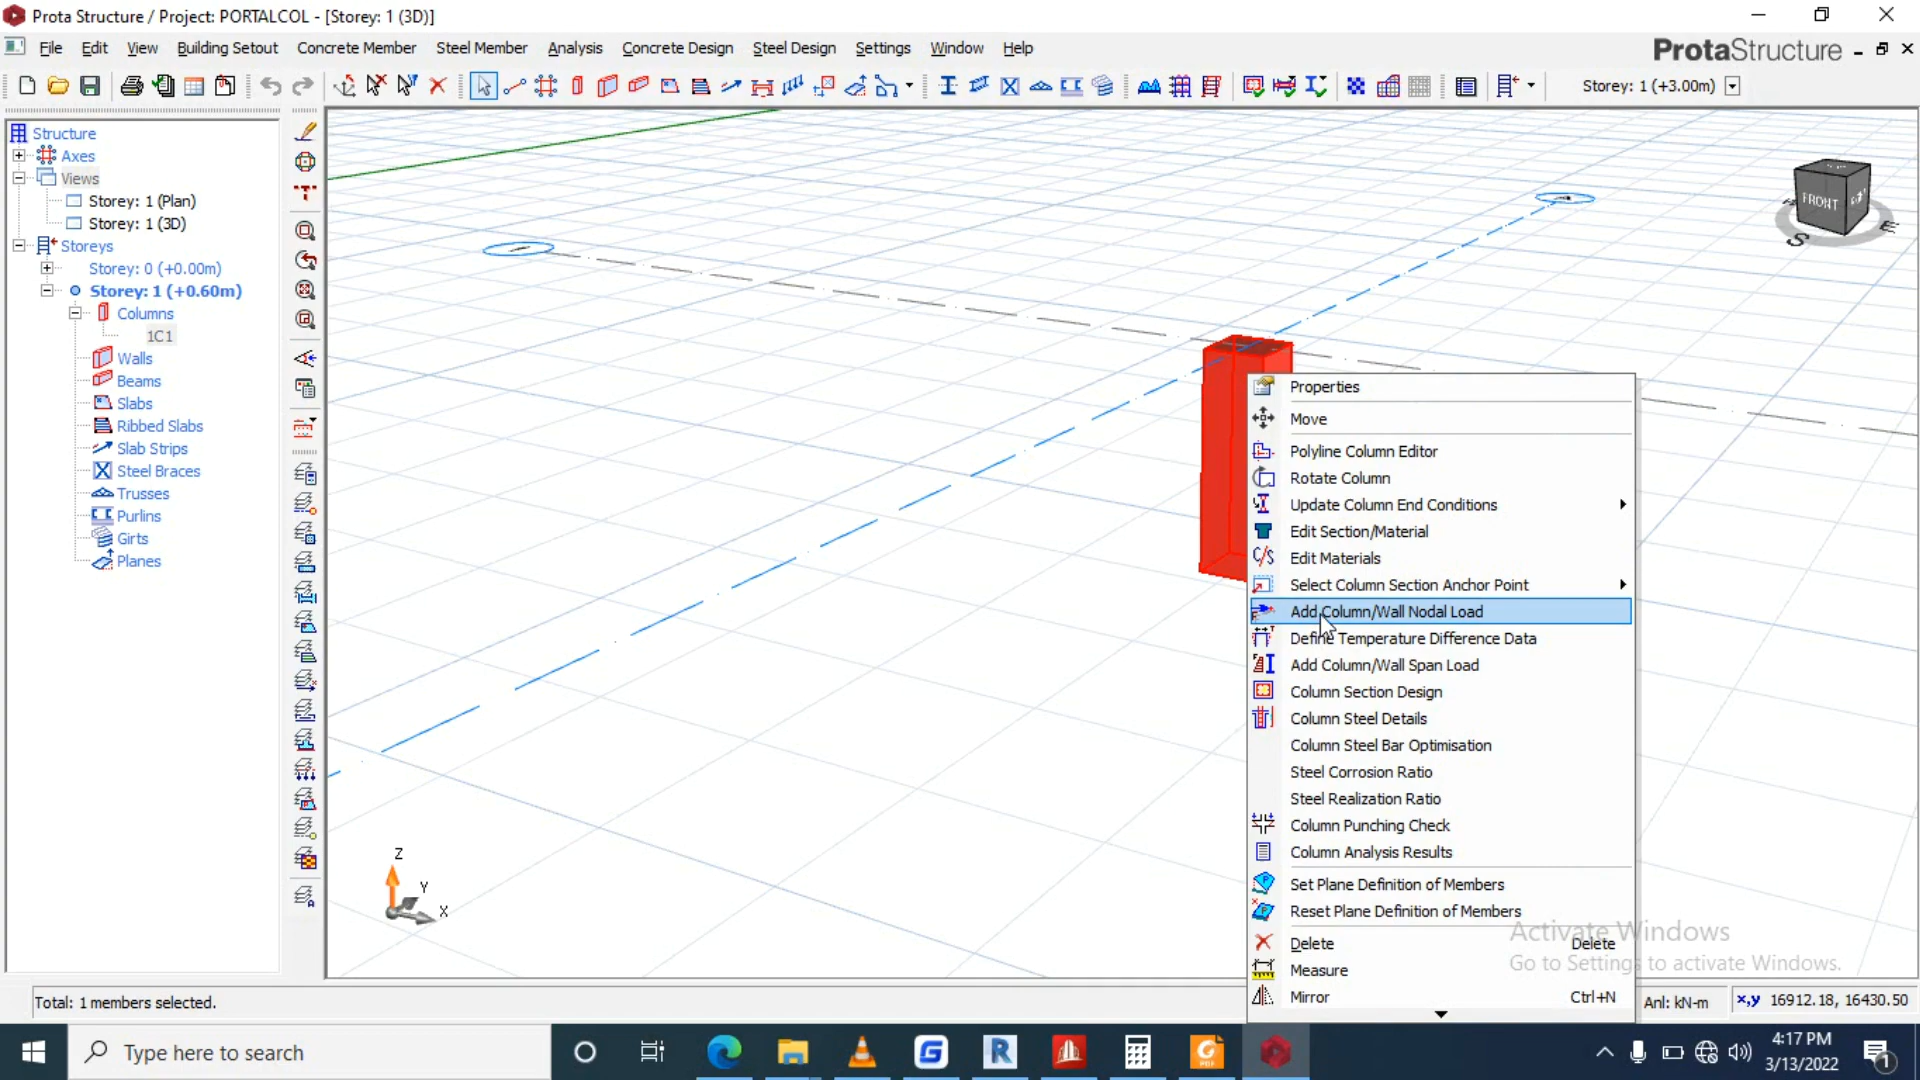 Prota Structure / Project: PORTALCOL - [Storey: 1 (3D)]
File Edit View Building Setout Concrete Member Steel Member Analysis Concrete Design Steel Design Settings Window Help
ProtaStructure
Storey: 1 (+3.00m)
Structure
Axes
Views
Storey: 1 (Plan)
Storey: 1 (3D)
Storeys
Storey: 0 (+0.00m)
Storey: 1 (+0.60m)
Columns
1C1
Walls
Beams
Slabs
Ribbed Slabs
Slab Strips
Steel Braces
Trusses
Purlins
Girts
Planes
FRONT
S
E
Z
Y
X
Properties
Move
Polyline Column Editor
Rotate Column
Update Column End Conditions
Edit Section/Material
Edit Materials
Select Column Section Anchor Point
Add Column/Wall Nodal Load
Define Temperature Difference Data
Add Column/Wall Span Load
Column Section Design
Column Steel Details
Column Steel Bar Optimisation
Steel Corrosion Ratio
Steel Realization Ratio
Column Punching Check
Column Analysis Results
Set Plane Definition of Members
Reset Plane Definition of Members
Delete Delete
Measure
Mirror Ctrl+N
Activate Windows
Go to Settings to activate Windows.
Total: 1 members selected.
Anl: kN-m
x,y 16912.18, 16430.50
Type here to search
4:17 PM
3/13/2022
1